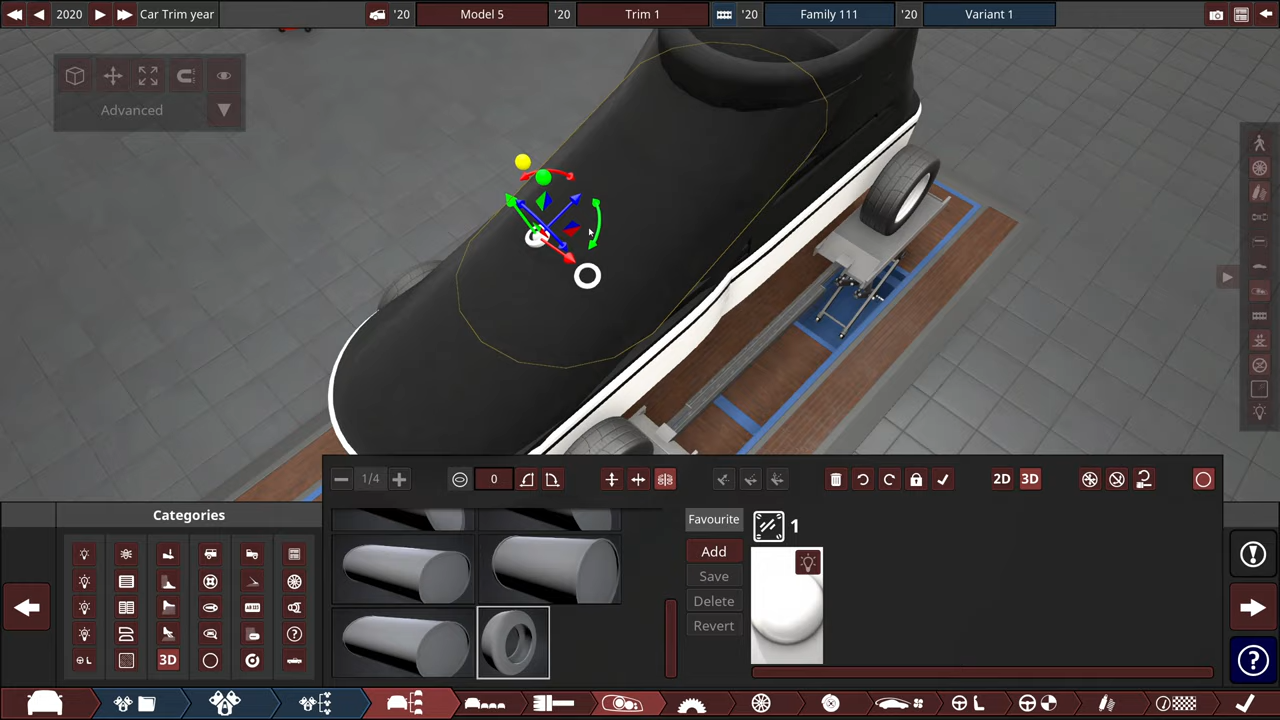 2020 Car Trim year '20 Model 5 '20 Trim 1 '20 Family 111 '20 Variant 1
Advanced
1/4 0 2D 3D
Categories
Favourite 1
Add
Save
Delete
Revert
3D